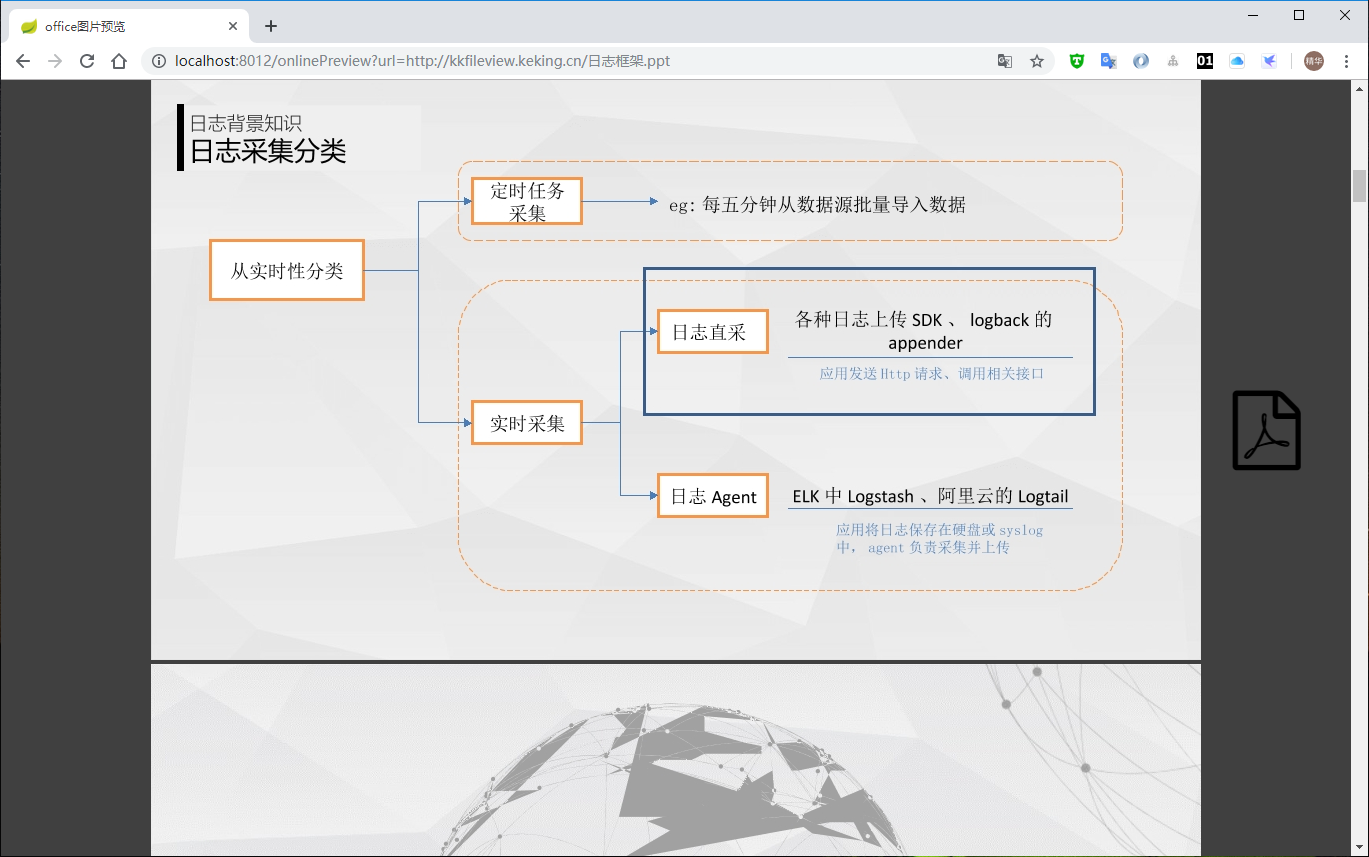 office图片预览
localhost:8012/onlinePreview?url=http://kkfileview.keking.cn/日志框架.ppt
01
精华
日志背景知识
日志采集分类
定时任务
采集
eg: 每五分钟从数据源批量导入数据
从实时性分类
日志直采
各种日志上传 SDK 、 logback 的
appender
应用发送 Http 请求、调用相关接口
实时采集
日志 Agent
ELK 中 Logstash 、阿里云的 Logtail
应用将日志保存在硬盘或 syslog
中， agent 负责采集并上传